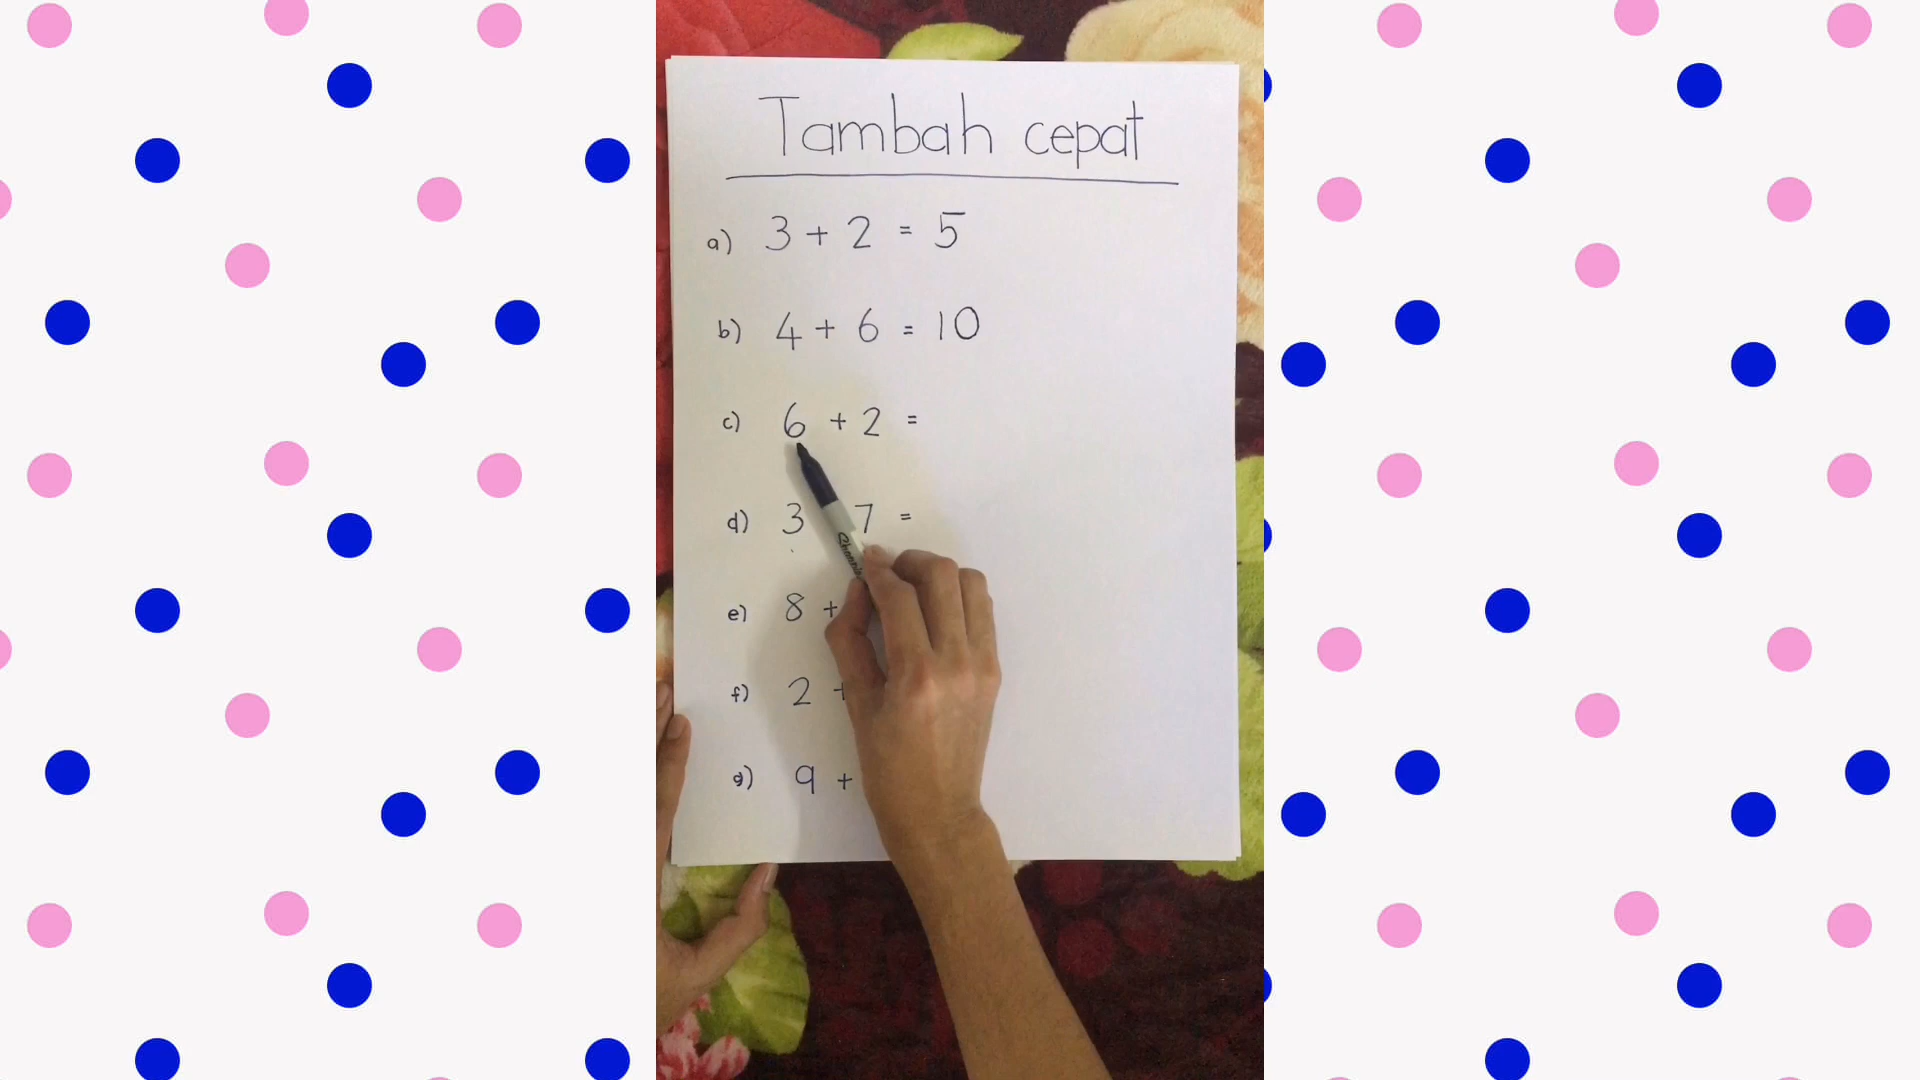 Tambah cepat
a) 3 + 2 = 5
b) 4 + 6 = 10
c) 6 + 2 =
d) 3 7 =
e) 8 +
f) 2 +
g) 9 +